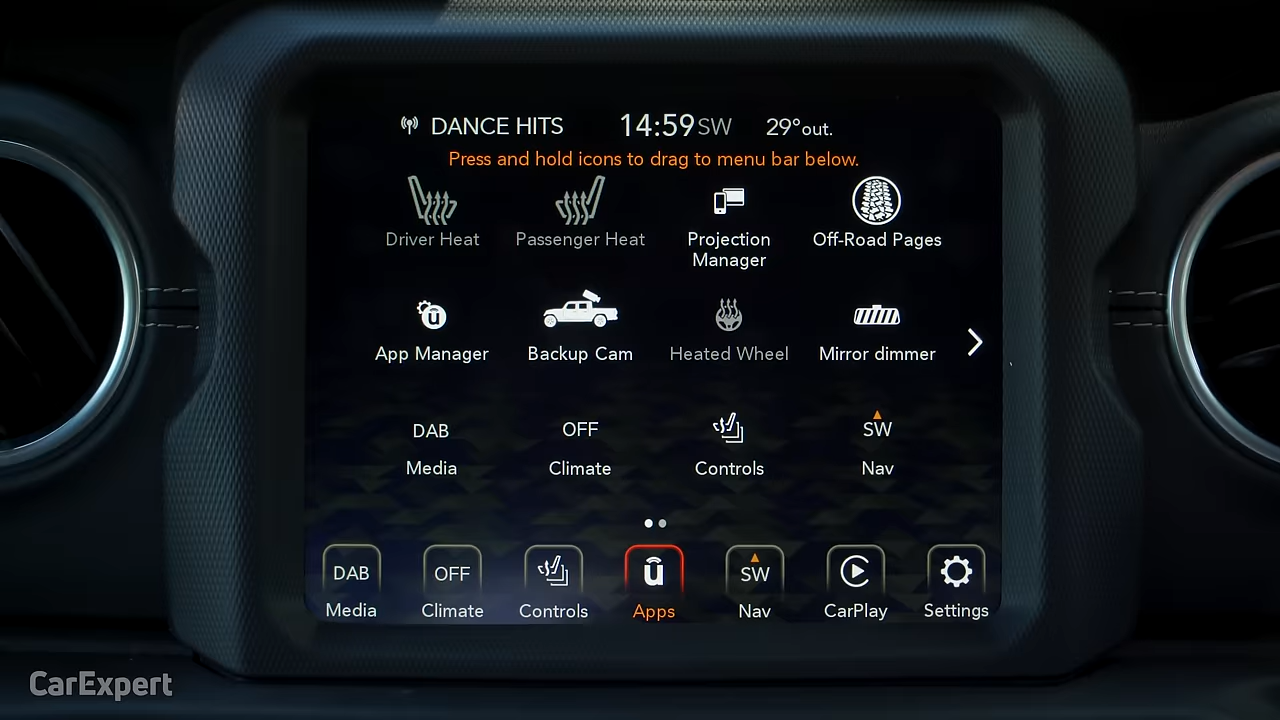 DANCE HITS 14:59 SW 29° out.
Press and hold icons to drag to menu bar below.
Driver Heat Passenger Heat Projection Manager Off-Road Pages
ū
App Manager Backup Cam Heated Wheel Mirror dimmer
DAB OFF SW
Media Climate Controls Nav
DAB OFF ū SW
Media Climate Controls Apps Nav CarPlay Settings
CarExpert